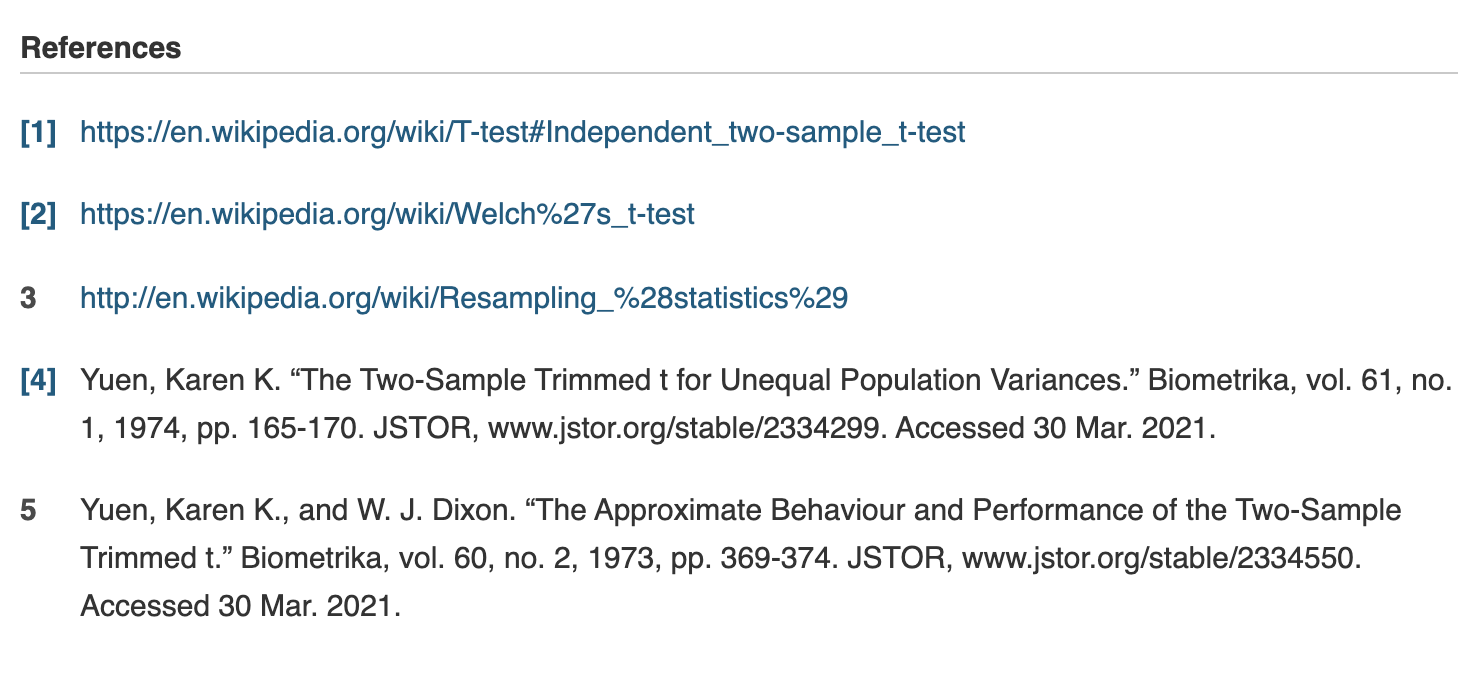 References
[1] https://en.wikipedia.org/wiki/T-test#Independent_two-sample_t-test
[2] https://en.wikipedia.org/wiki/Welch%27s_t-test
3 http://en.wikipedia.org/wiki/Resampling_%28statistics%29
[4] Yuen, Karen K. “The Two-Sample Trimmed t for Unequal Population Variances.” Biometrika, vol. 61, no.
1, 1974, pp. 165-170. JSTOR, www.jstor.org/stable/2334299. Accessed 30 Mar. 2021.
5 Yuen, Karen K., and W. J. Dixon. “The Approximate Behaviour and Performance of the Two-Sample
Trimmed t.” Biometrika, vol. 60, no. 2, 1973, pp. 369-374. JSTOR, www.jstor.org/stable/2334550.
Accessed 30 Mar. 2021.